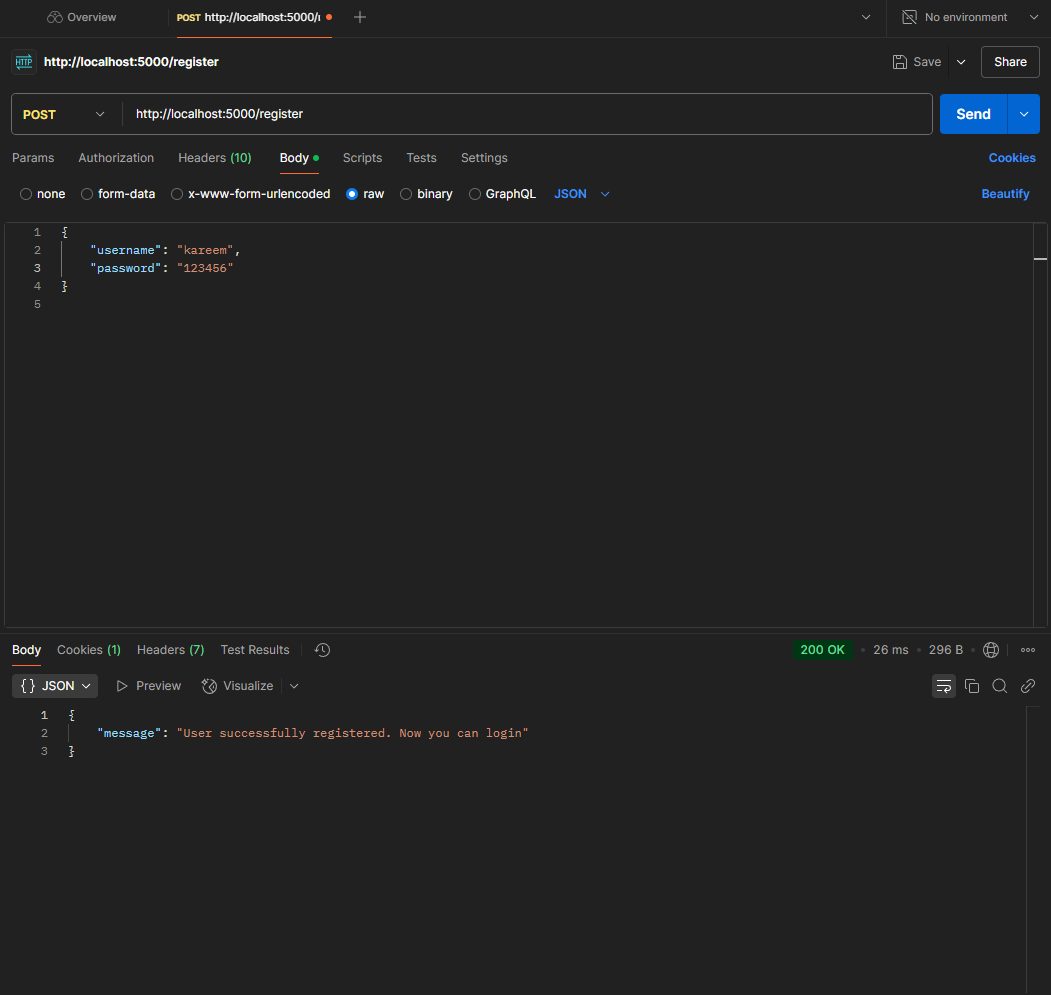 Overview POST http://localhost:5000/ No environment
HTTP http://localhost:5000/register Save Share
POST http://localhost:5000/register Send
Params Authorization Headers (10) Body Scripts Tests Settings Cookies
none form-data x-www-form-urlencoded raw binary GraphQL JSON Beautify
1 {
2 "username": "kareem",
3 "password": "123456"
4 }
5
Body Cookies (1) Headers (7) Test Results 200 OK • 26 ms • 296 B •
{} JSON Preview Visualize
1 {
2 "message": "User successfully registered. Now you can login"
3 }